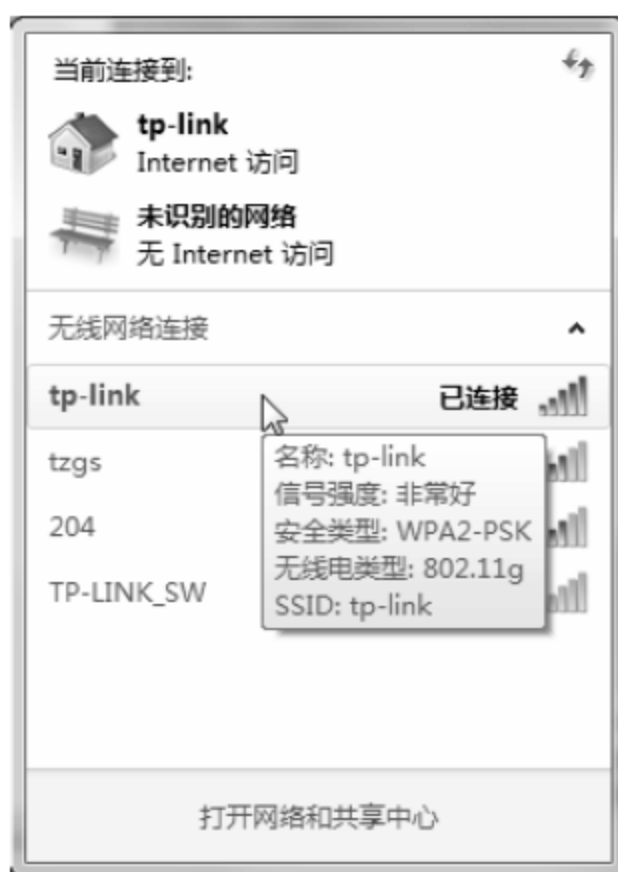 当前连接到:
tp-link
Internet 访问
未识别的网络
无 Internet 访问
无线网络连接
tp-link 已连接
名称: tp-link
信号强度: 非常好
安全类型: WPA2-PSK
无线电类型: 802.11g
SSID: tp-link
tzgs
204
TP-LINK_SW
打开网络和共享中心